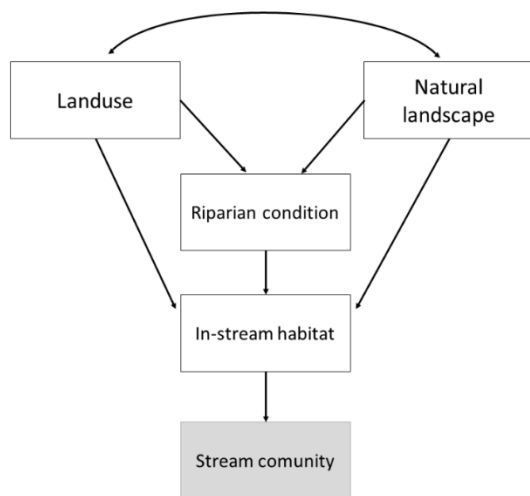 Landuse
Natural
landscape
Riparian condition
In-stream habitat
Stream comunity